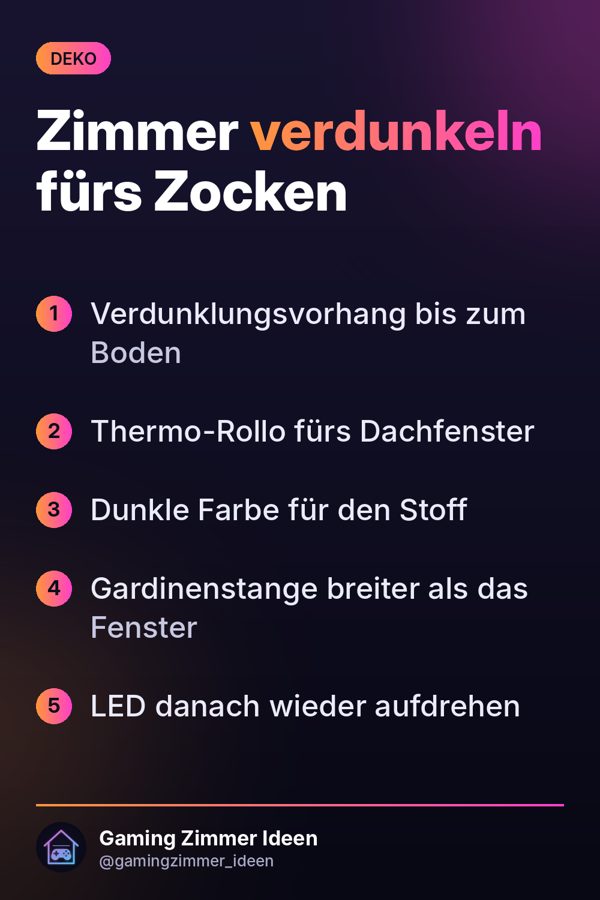 DEKO
Zimmer verdunkeln
fürs Zocken
1 Verdunklungsvorhang bis zum
Boden
2 Thermo-Rollo fürs Dachfenster
3 Dunkle Farbe für den Stoff
4 Gardinenstange breiter als das
Fenster
5 LED danach wieder aufdrehen
Gaming Zimmer Ideen
@gamingzimmer_ideen